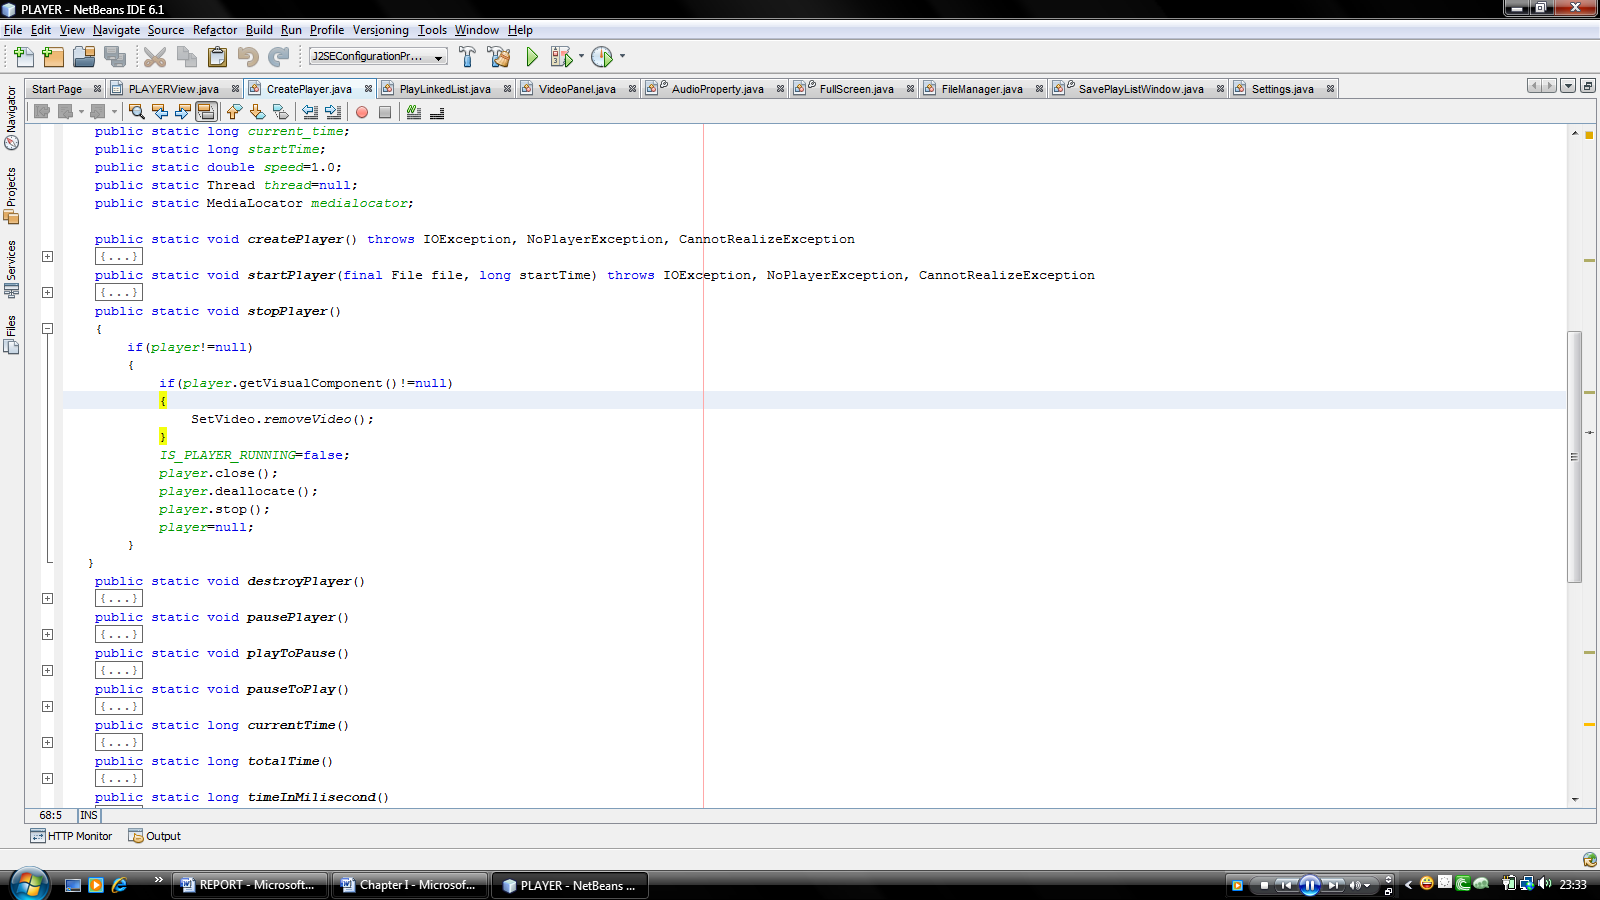 PLAYER - NetBeans IDE 6.1
File Edit View Navigate Source Refactor Build Run Profile Versioning Tools Window Help
J2SEConfigurationPr...
Start Page PLAYERView.java CreatePlayer.java PlayLinkedList.java VideoPanel.java AudioProperty.java FullScreen.java FileManager.java SavePlayListWindow.java Settings.java
Navigator
Projects
Services
Files
public static long current_time;
public static long startTime;
public static double speed=1.0;
public static Thread thread=null;
public static MediaLocator medialocator;
public static void createPlayer() throws IOException, NoPlayerException, CannotRealizeException
{...}
public static void startPlayer(final File file, long startTime) throws IOException, NoPlayerException, CannotRealizeException
{...}
public static void stopPlayer()
{
if(player!=null)
{
if(player.getVisualComponent()!=null)
{
SetVideo.removeVideo();
}
IS_PLAYER_RUNNING=false;
player.close();
player.deallocate();
player.stop();
player=null;
}
}
public static void destroyPlayer()
{...}
public static void pausePlayer()
{...}
public static void playToPause()
{...}
public static void pauseToPlay()
{...}
public static long currentTime()
{...}
public static long totalTime()
{...}
public static long timeInMilisecond()
68:5 INS
HTTP Monitor Output
REPORT - Microsoft... Chapter I - Microsof... PLAYER - NetBeans ... 23:33